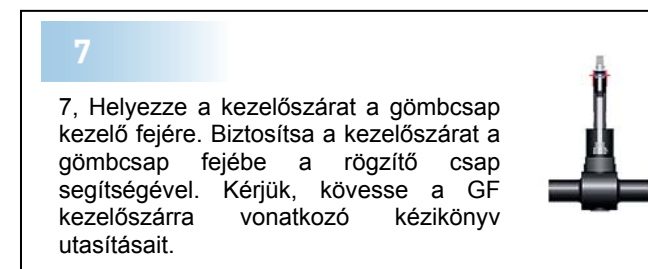 7
7, Helyezze a kezelőszárat a gömbcsap
kezelő fejére. Biztosítsa a kezelőszárat a
gömbcsap fejébe a rögzítő csap
segítségével. Kérjük, kövesse a GF
kezelőszárra vonatkozó kézikönyv
utasításait.